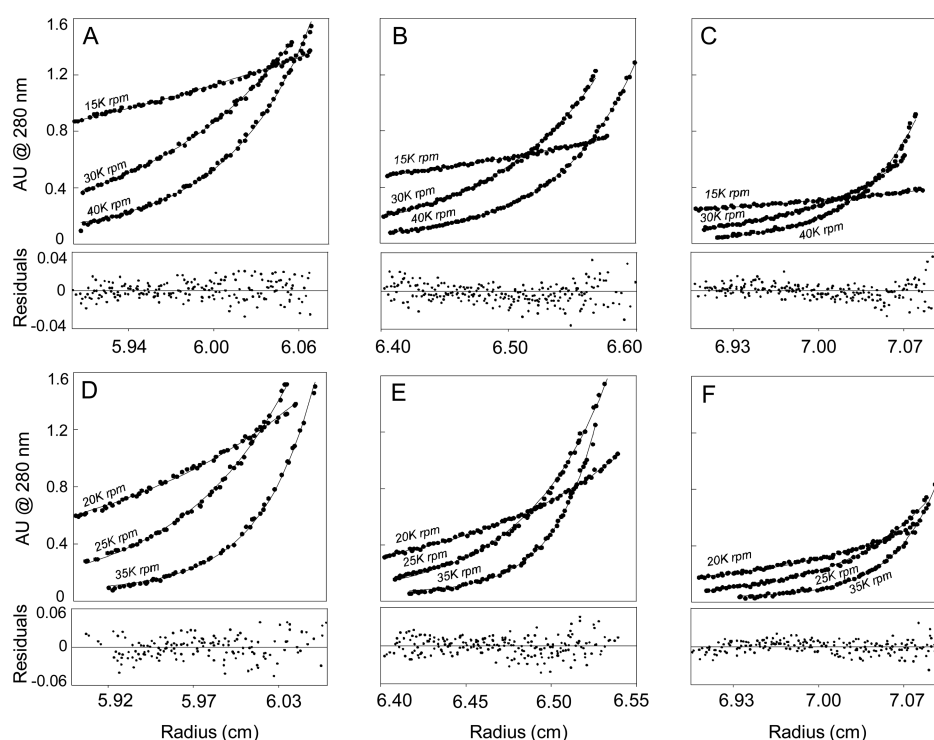 A
B
C
AU @ 280 nm
1.6
1.2
0.8
0.4
0
15K rpm
30K rpm
40K rpm
15K rpm
30K rpm
40K rpm
15K rpm
30K rpm
40K rpm
Residuals
0.04
0
-0.04
5.94 6.00 6.06
6.40 6.50 6.60
6.93 7.00 7.07
D
E
F
AU @ 280 nm
1.6
1.2
0.8
0.4
0
20K rpm
25K rpm
35K rpm
20K rpm
25K rpm
35K rpm
20K rpm
25K rpm
35K rpm
Residuals
0.06
0
-0.06
5.92 5.97 6.03
6.40 6.45 6.50 6.55
6.93 7.00 7.07
Radius (cm)
Radius (cm)
Radius (cm)